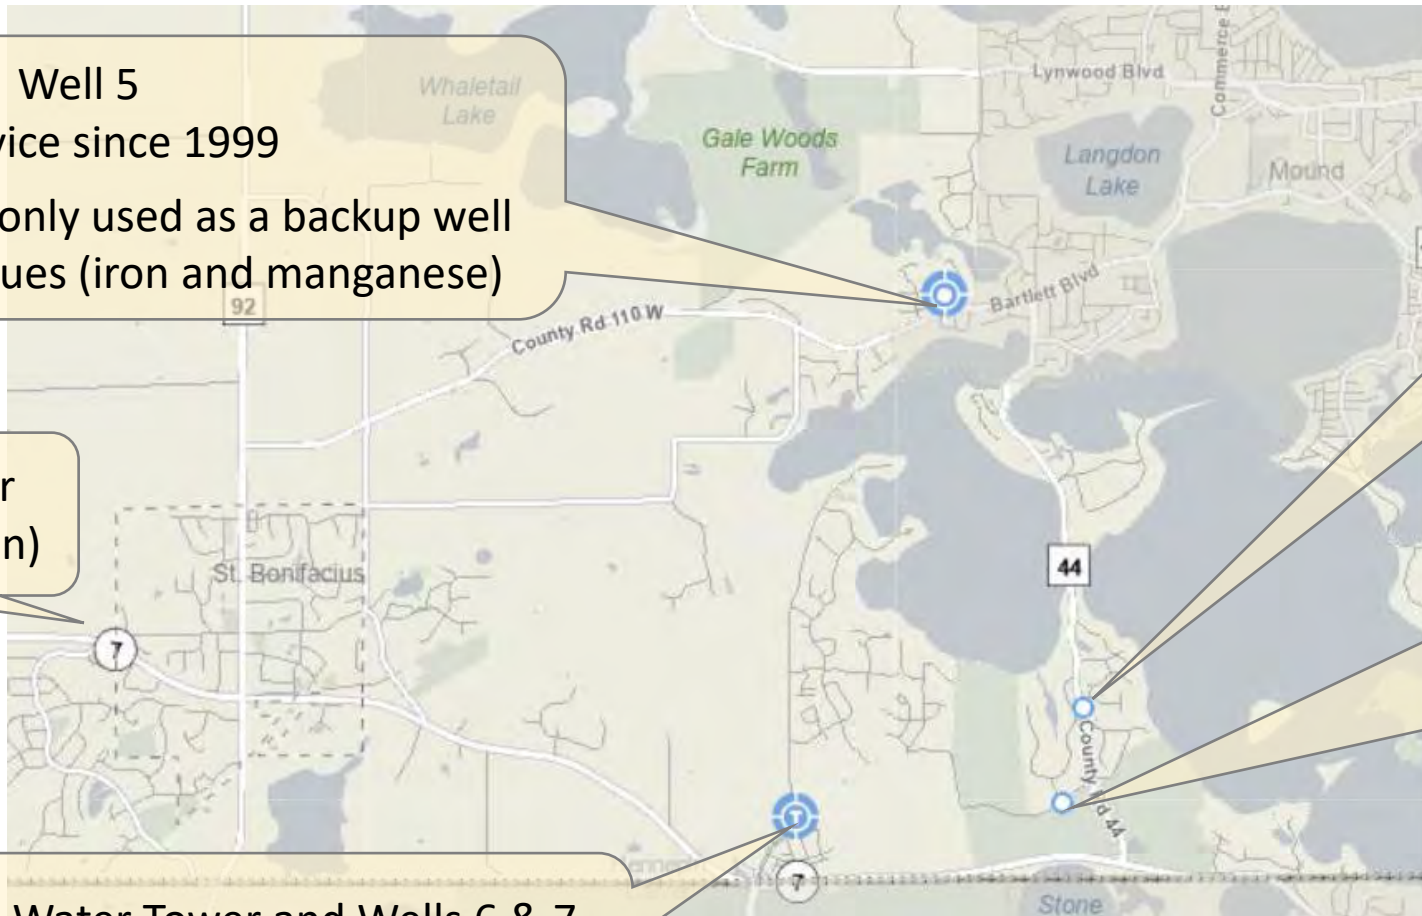 Well 5
vice since 1999
only used as a backup well
ues (iron and manganese)
Whaletail
Lake
Gale Woods
Farm
Lynwood Blvd
Commerce B
Langdon
Lake
Mound
Bartlett Blvd
92
County Rd 110 W
r
n)
St. Bonifacius
7
44
County Rd 44
7
Stone
Water Tower and Wells 6 & 7